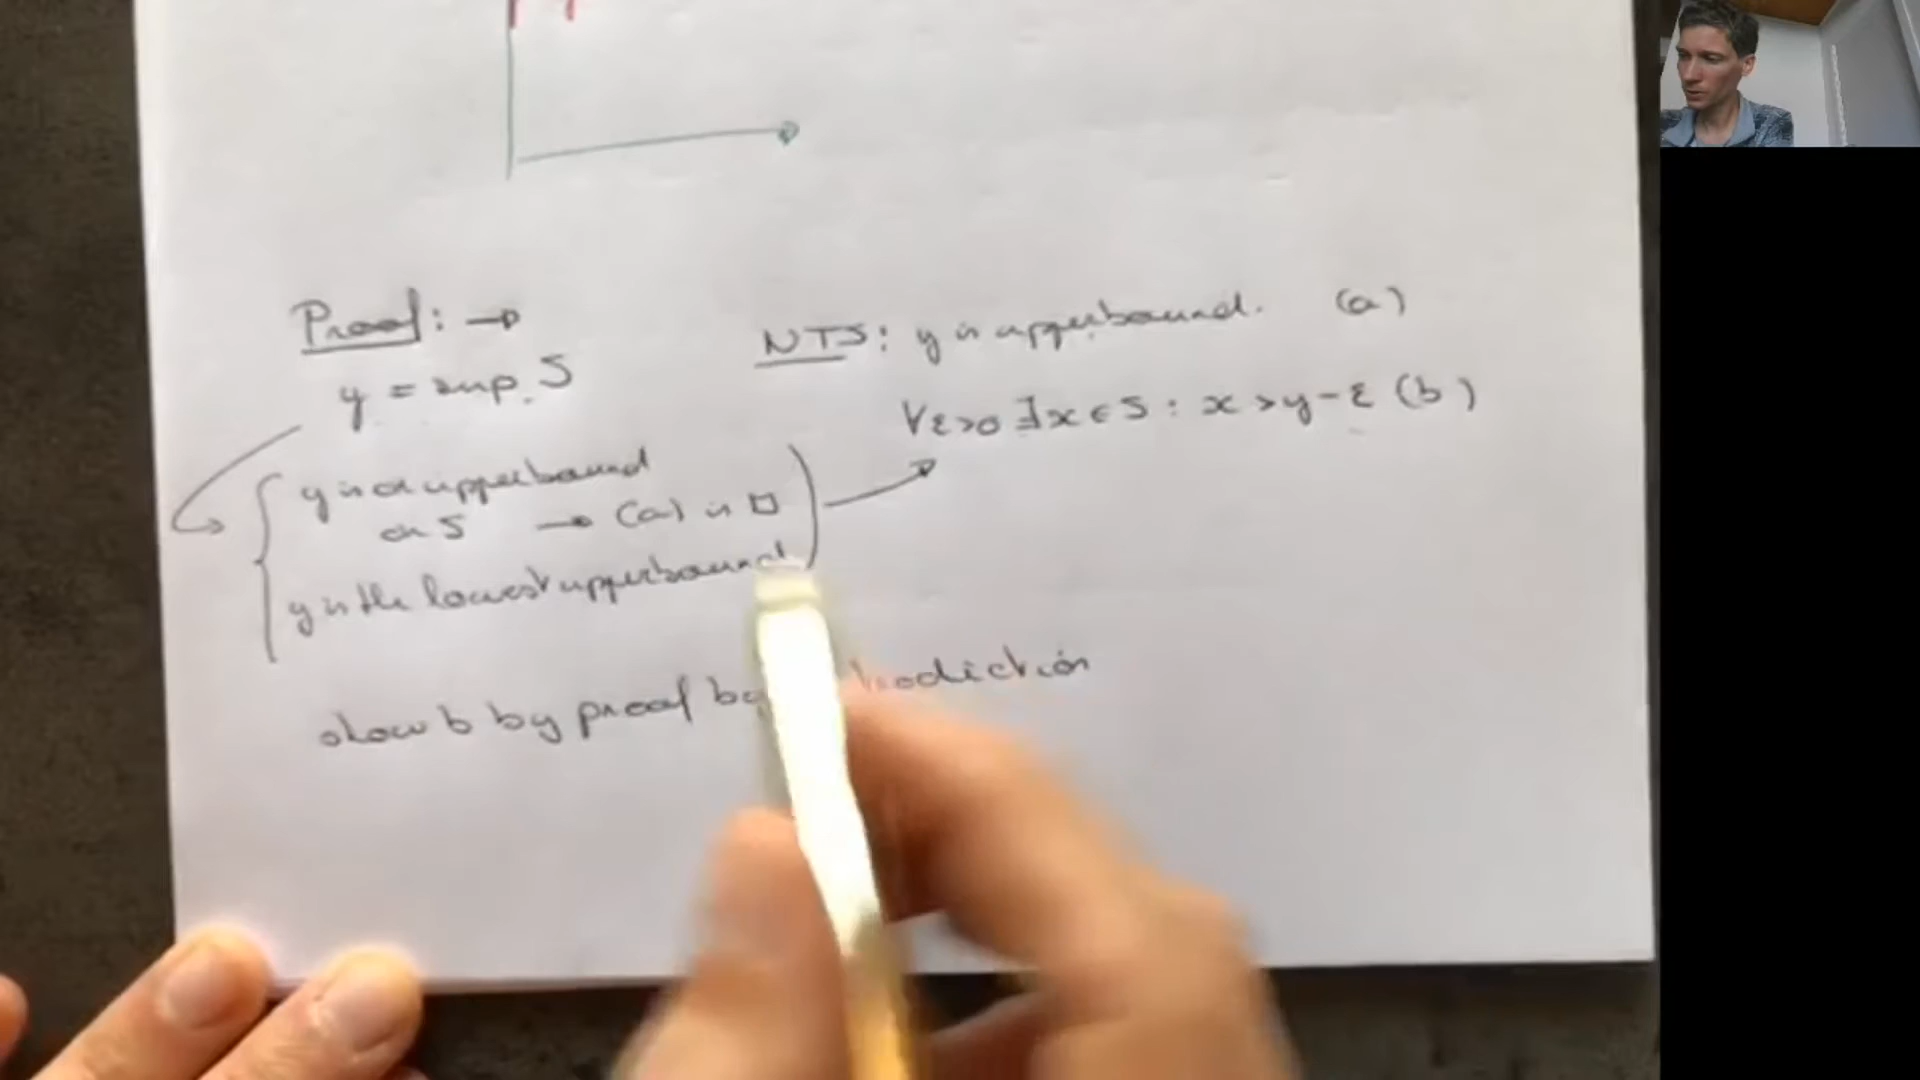 Proof: →
y = sup S
NTS: y is upperbound. (a)
∀ε>0 ∃x∈S : x>y-ε (b)
y is a upperbound
on S → (a) is □
y is the lowest upperbound
show b by proof by